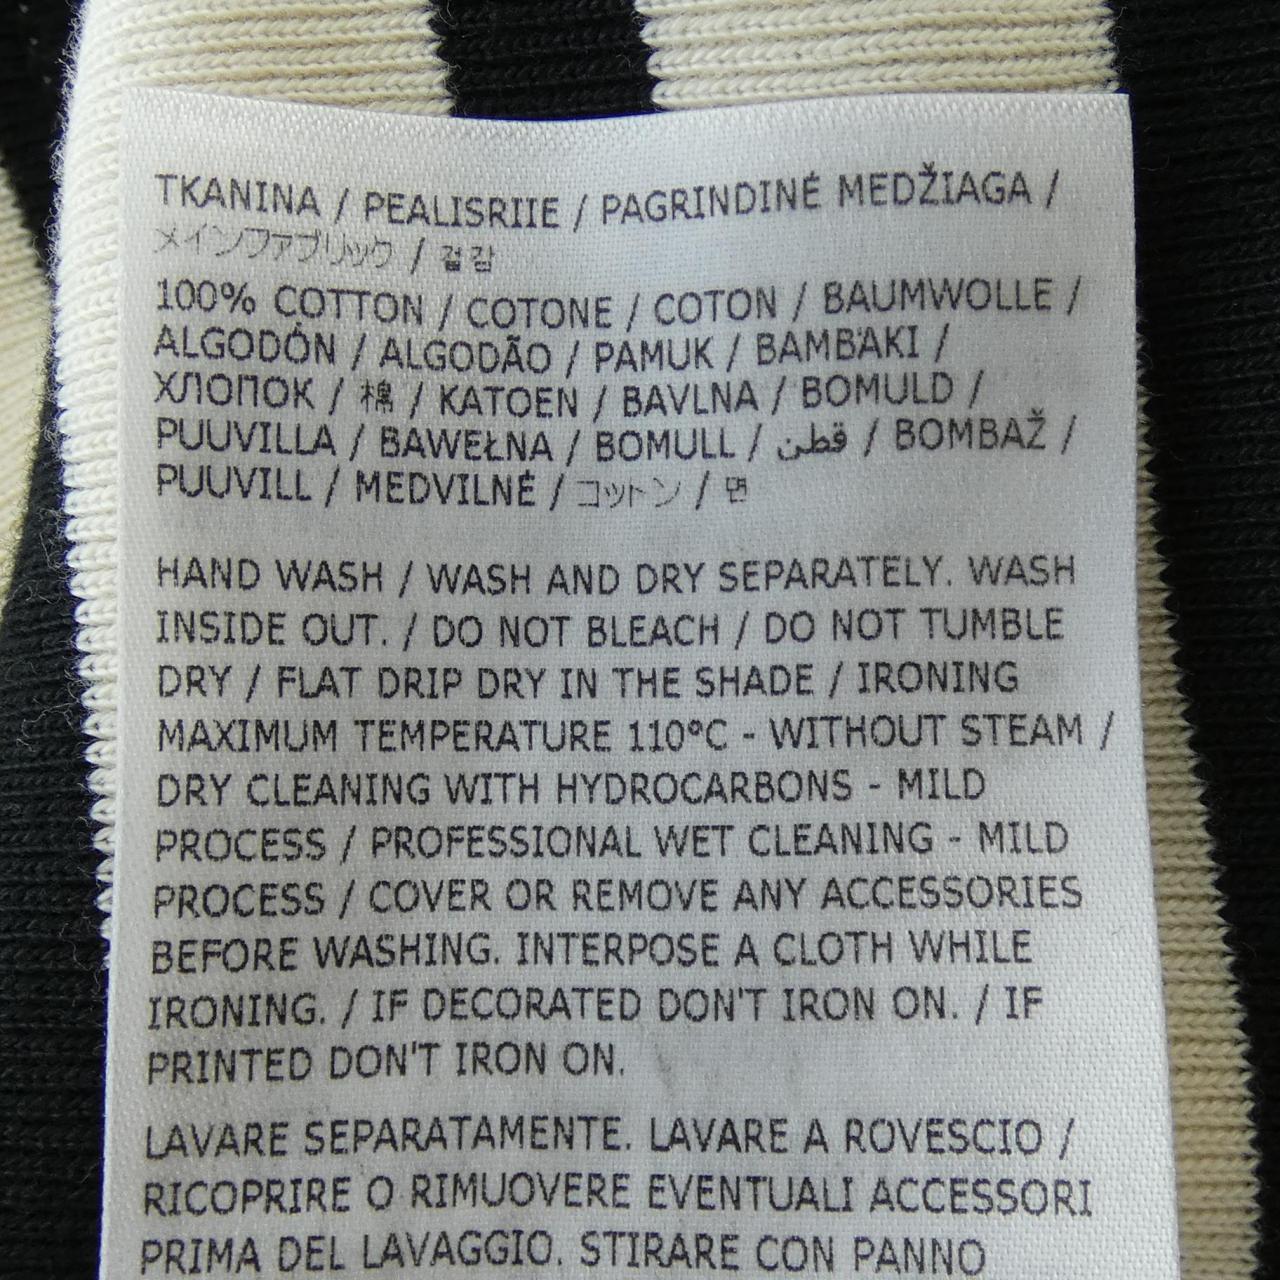 TKANINA / PEALISRIIE / PAGRINDINĖ MEDŽIAGA /
メインファブリック / 겉감
100% COTTON / COTONE / COTON / BAUMWOLLE /
ALGODÓN / ALGODÃO / PAMUK / BAMBAKI /
ХЛОПОК / 棉 / KATOEN / BAVLNA / BOMULD /
PUUVILLA / BAWEŁNA / BOMULL / قطن / BOMBAŽ /
PUUVILL / MEDVILNĖ / コットン / 면
HAND WASH / WASH AND DRY SEPARATELY. WASH
INSIDE OUT. / DO NOT BLEACH / DO NOT TUMBLE
DRY / FLAT DRIP DRY IN THE SHADE / IRONING
MAXIMUM TEMPERATURE 110°C - WITHOUT STEAM /
DRY CLEANING WITH HYDROCARBONS - MILD
PROCESS / PROFESSIONAL WET CLEANING - MILD
PROCESS / COVER OR REMOVE ANY ACCESSORIES
BEFORE WASHING. INTERPOSE A CLOTH WHILE
IRONING. / IF DECORATED DON'T IRON ON. / IF
PRINTED DON'T IRON ON.
LAVARE SEPARATAMENTE. LAVARE A ROVESCIO /
RICOPRIRE O RIMUOVERE EVENTUALI ACCESSORI
PRIMA DEL LAVAGGIO. STIRARE CON PANNO